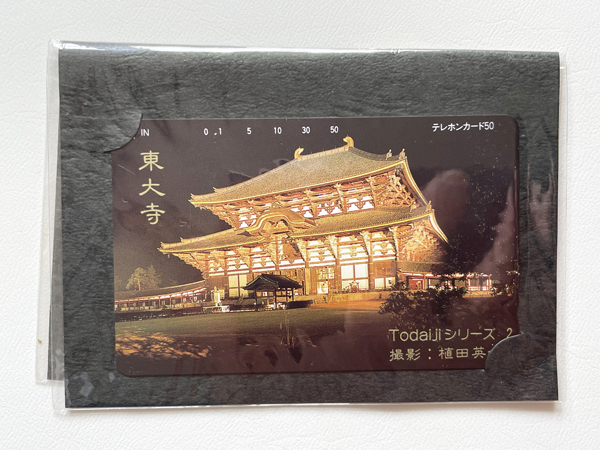 IN 0 1 5 10 30 50 テレホンカード50
東大寺
Todaijiシリーズ 2
撮影：植田英